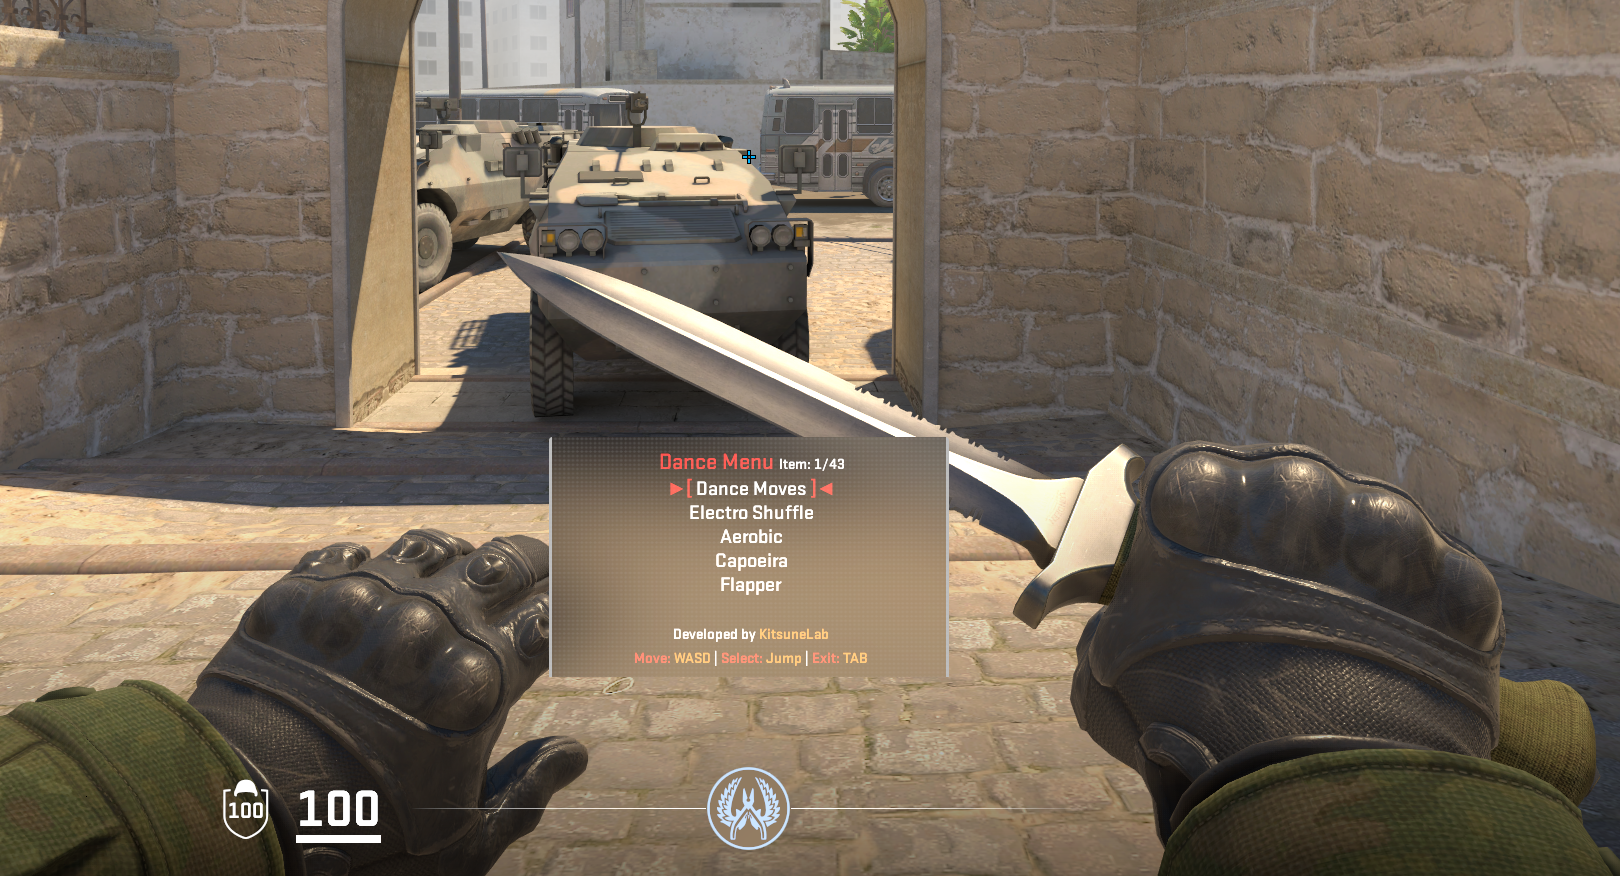 Dance Menu Item: 1/43
►[ Dance Moves ]◄
Electro Shuffle
Aerobic
Capoeira
Flapper
Developed by KitsuneLab
Move: WASD | Select: Jump | Exit: TAB
100 100